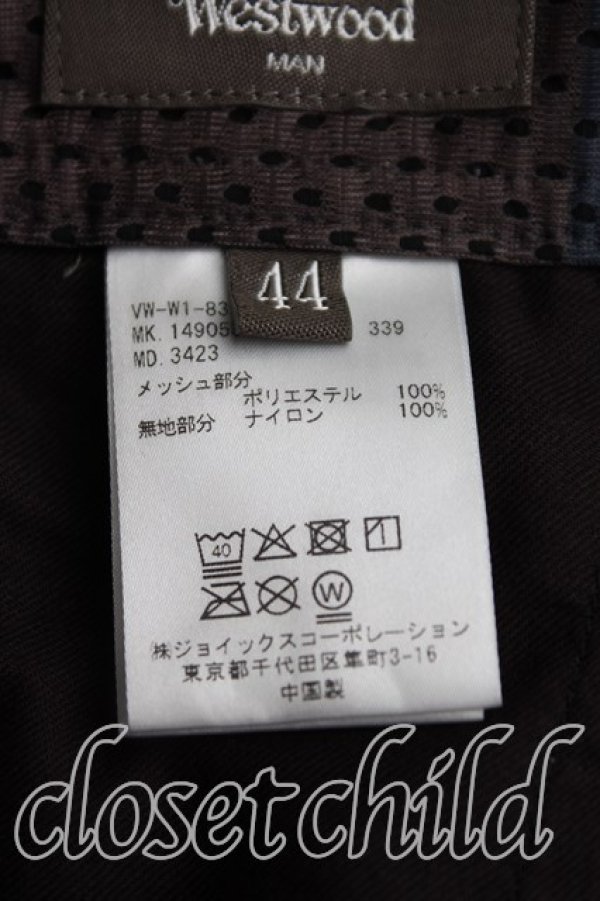 Westwood
MAN
44
VW-W1-83
MK. 14905 339
MD. 3423
メッシュ部分
ポリエステル 100%
無地部分 ナイロン 100%
40
W
㈱ジョイックスコーポレーション
東京都千代田区隼町3-16
中国製
closet child